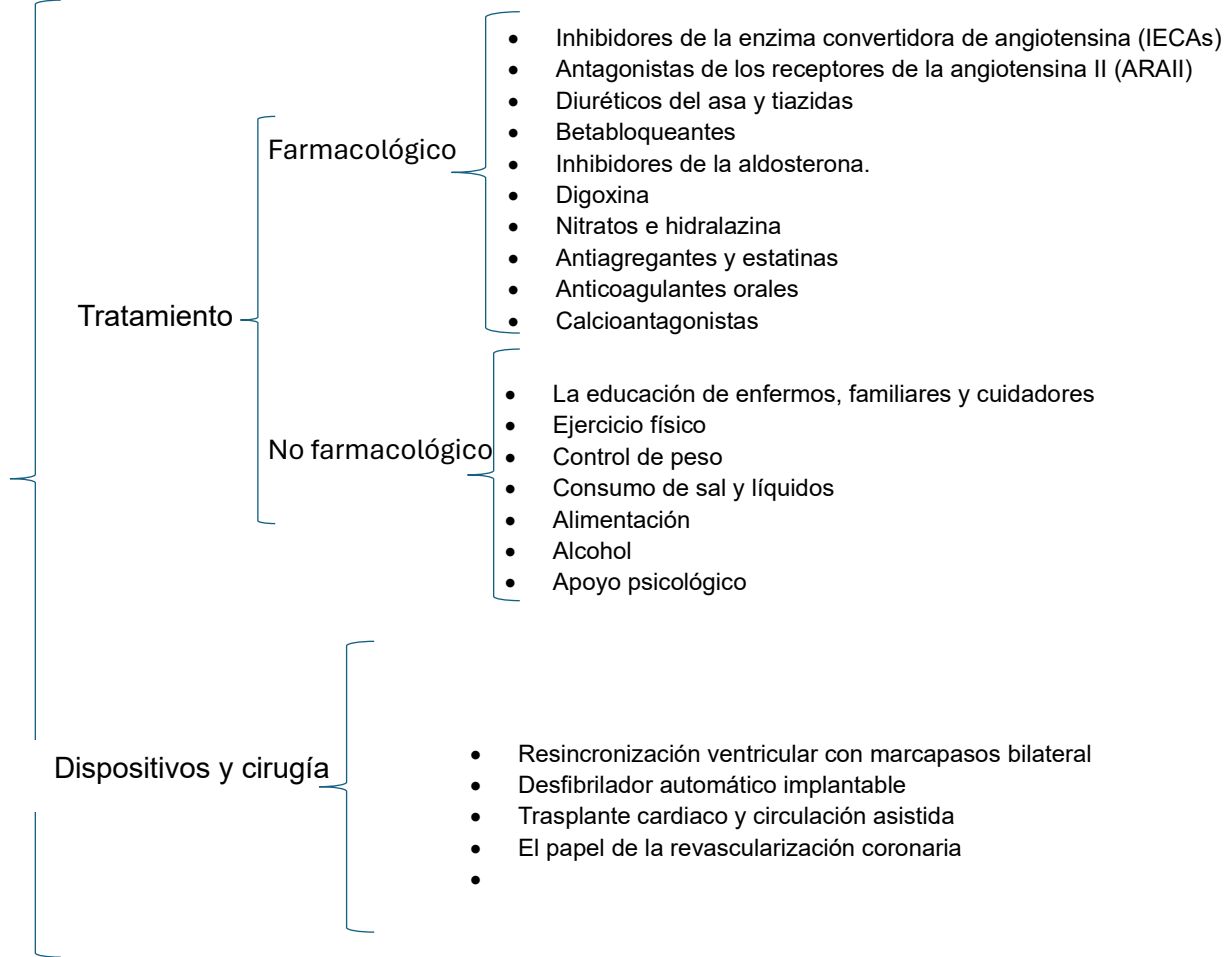 • Inhibidores de la enzima convertidora de angiotensina (IECAs)
• Antagonistas de los receptores de la angiotensina II (ARAII)
• Diuréticos del asa y tiazidas
• Betabloqueantes
• Inhibidores de la aldosterona.
• Digoxina
• Nitratos e hidralazina
• Antiagregantes y estatinas
• Anticoagulantes orales
• Calcioantagonistas
Farmacológico
Tratamiento
• La educación de enfermos, familiares y cuidadores
• Ejercicio físico
• Control de peso
• Consumo de sal y líquidos
• Alimentación
• Alcohol
• Apoyo psicológico
No farmacológico
Dispositivos y cirugía
• Resincronización ventricular con marcapasos bilateral
• Desfibrilador automático implantable
• Trasplante cardiaco y circulación asistida
• El papel de la revascularización coronaria
•